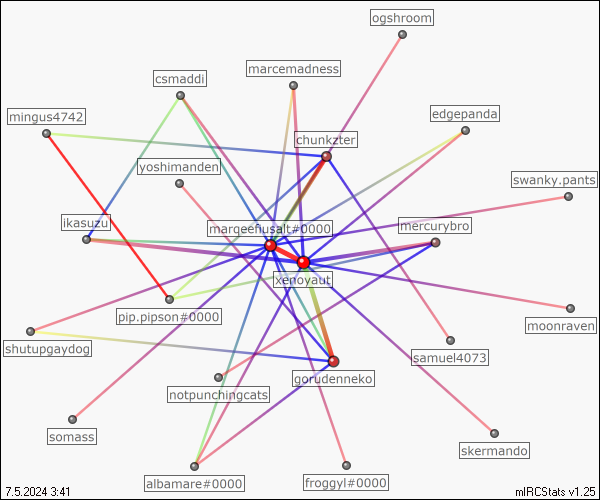 ogshroom
marcemadness
csmaddi
mingus4742
edgepanda
chunkzter
yoshimanden
swanky.pants
ikasuzu
margeefiusalt#0000
mercurybro
xenoyaut
pip.pipson#0000
moonraven
shutupgaydog
samuel4073
gorudenneko
notpunchingcats
somass
skermando
albamare#0000
froggyl#0000
7.5.2024 3:41
mIRCStats v1.25